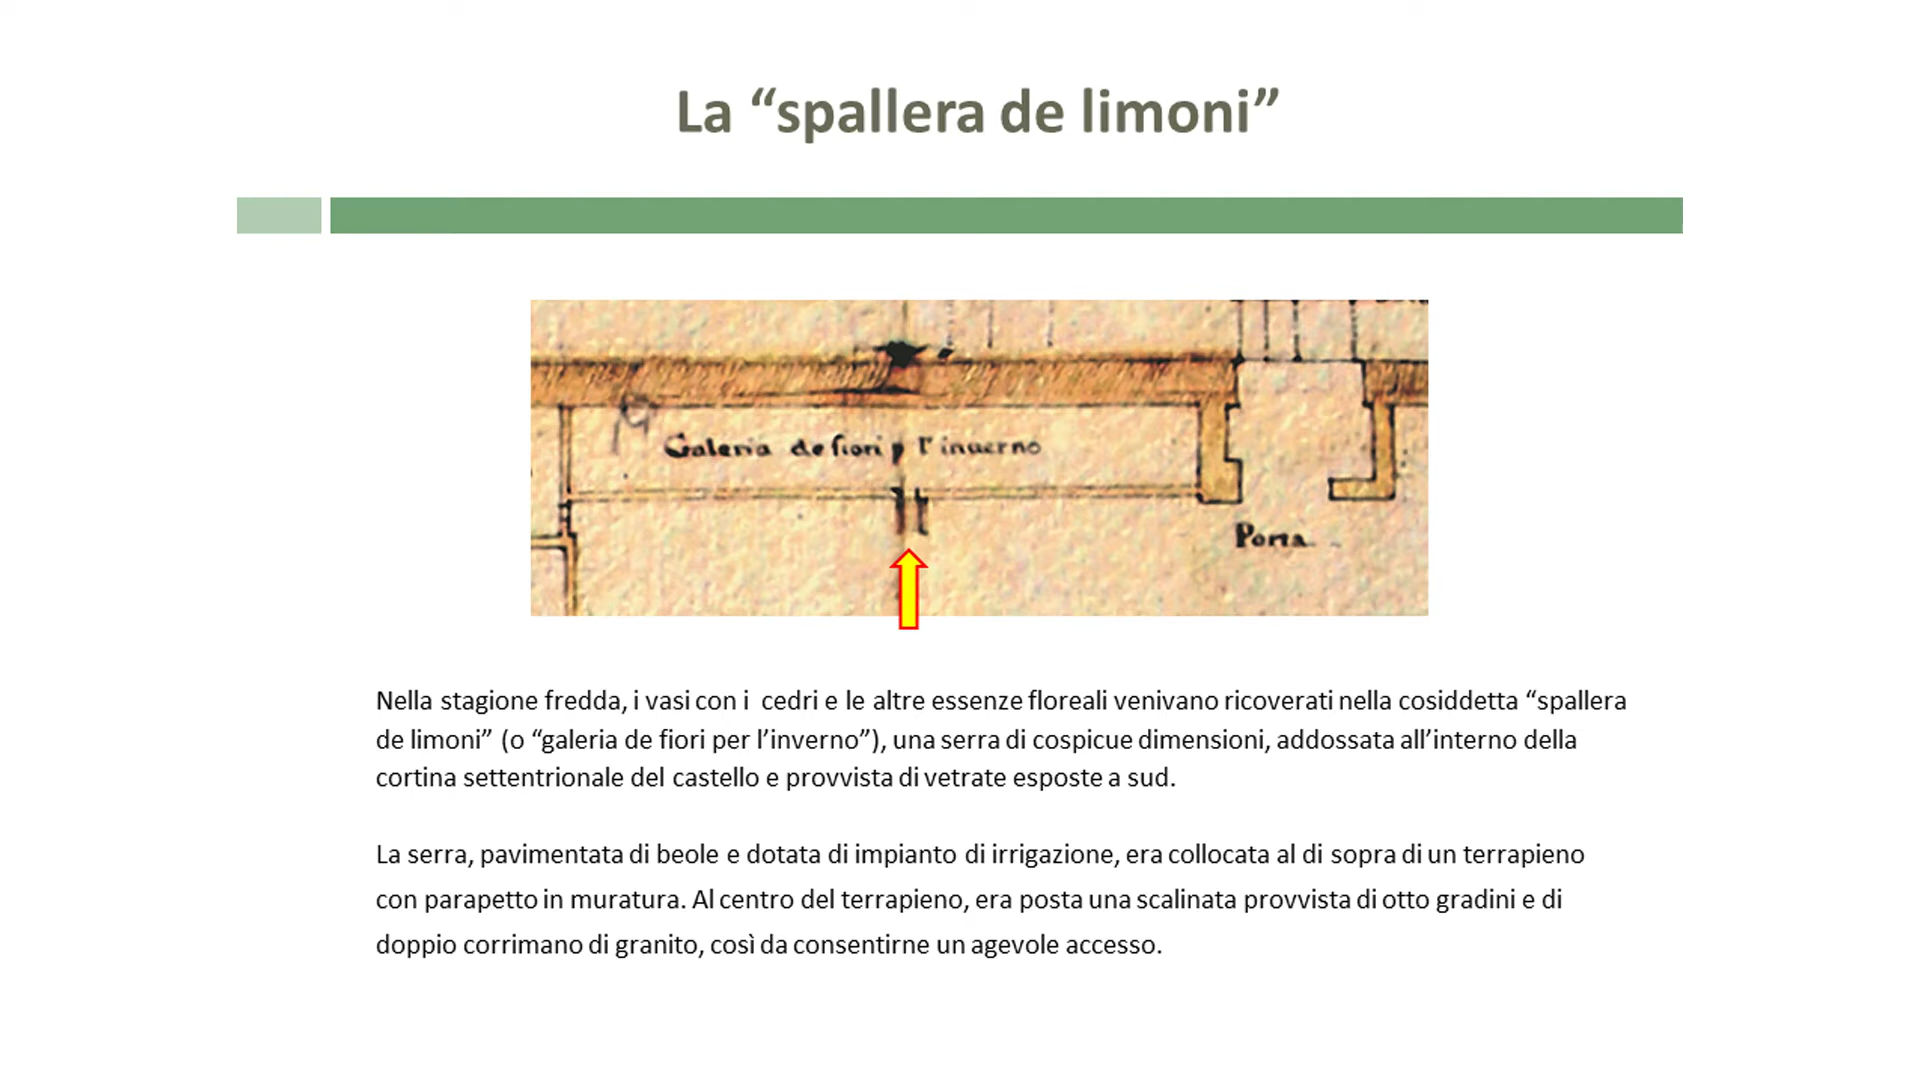 La “spallera de limoni”
Galeria de fiori p l'inuerno
Porta
Nella stagione fredda, i vasi con i cedri e le altre essenze floreali venivano ricoverati nella cosiddetta “spallera
de limoni” (o “galeria de fiori per l’inverno”), una serra di cospicue dimensioni, addossata all’interno della
cortina settentrionale del castello e provvista di vetrate esposte a sud.
La serra, pavimentata di beole e dotata di impianto di irrigazione, era collocata al di sopra di un terrapieno
con parapetto in muratura. Al centro del terrapieno, era posta una scalinata provvista di otto gradini e di
doppio corrimano di granito, così da consentirne un agevole accesso.